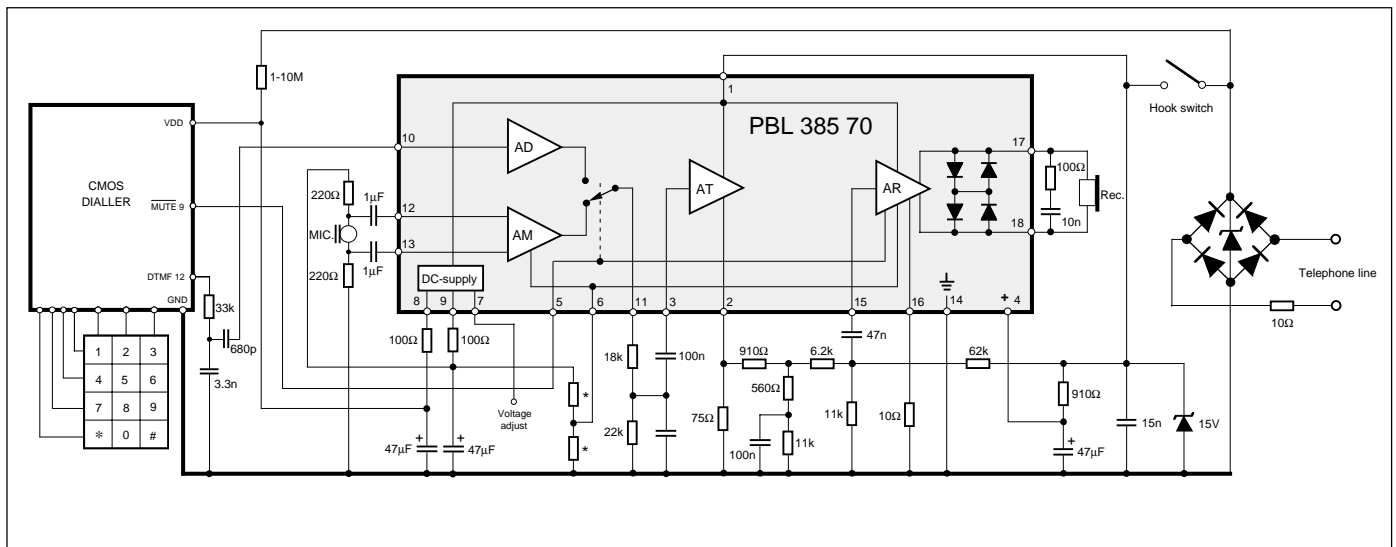 1-10M
Hook switch
1
PBL 385 70
VDD
10
AD
17
CMOS
DIALLER
220Ω
1µF
12
AT
AR
100Ω
Rec.
MUTE 9
MIC.
AM
10n
13
18
220Ω
1µF
DTMF 12
DC-supply
Telephone line
GND
8
9
7
5
6
11
3
2
15
16
14
+ 4
33k
10Ω
680p
100Ω
100Ω
18k
100n
47n
910Ω
6.2k
62k
1 2 3
4 5 6
7 8 9
* 0 #
3.3n
*
Voltage
adjust
560Ω
910Ω
75Ω
11k
10Ω
15n
15V
+
47µF
+
47µF
*
22k
100n
11k
+
47µF